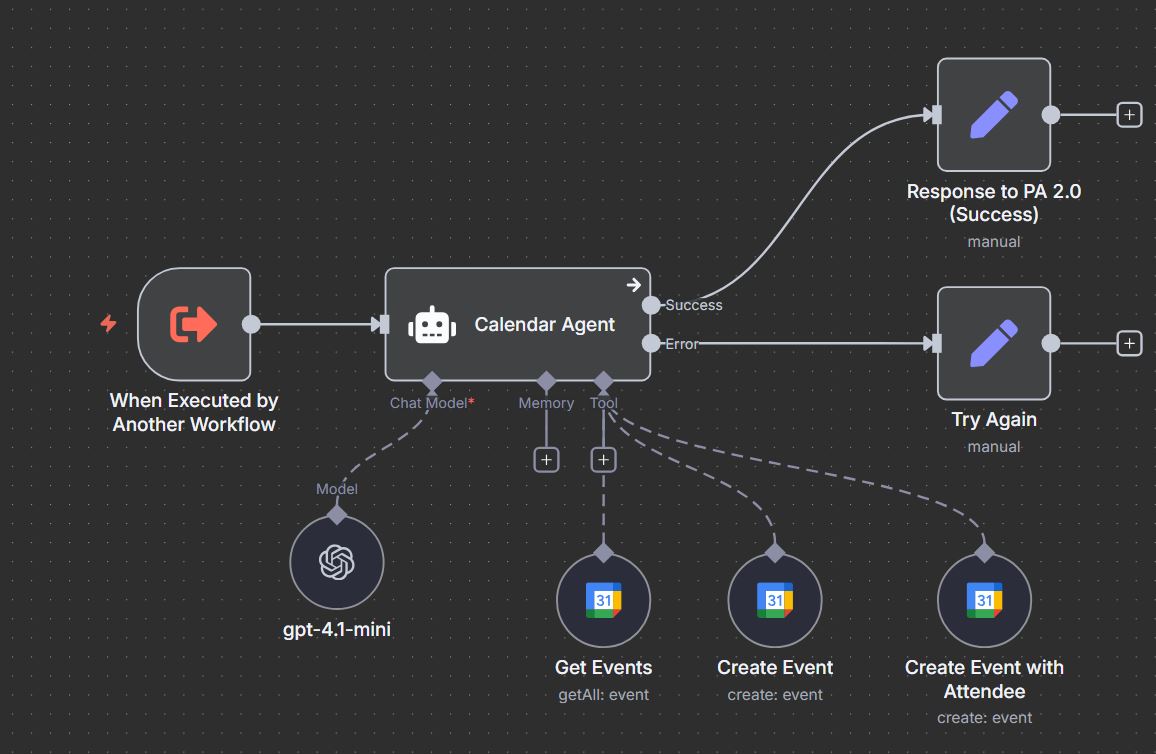 Response to PA 2.0
(Success)
manual
When Executed by
Another Workflow
Calendar Agent
Success
Error
Chat Model*
Memory
Tool
Try Again
manual
Model
gpt-4.1-mini
31
Get Events
getAll: event
31
Create Event
create: event
31
Create Event with
Attendee
create: event